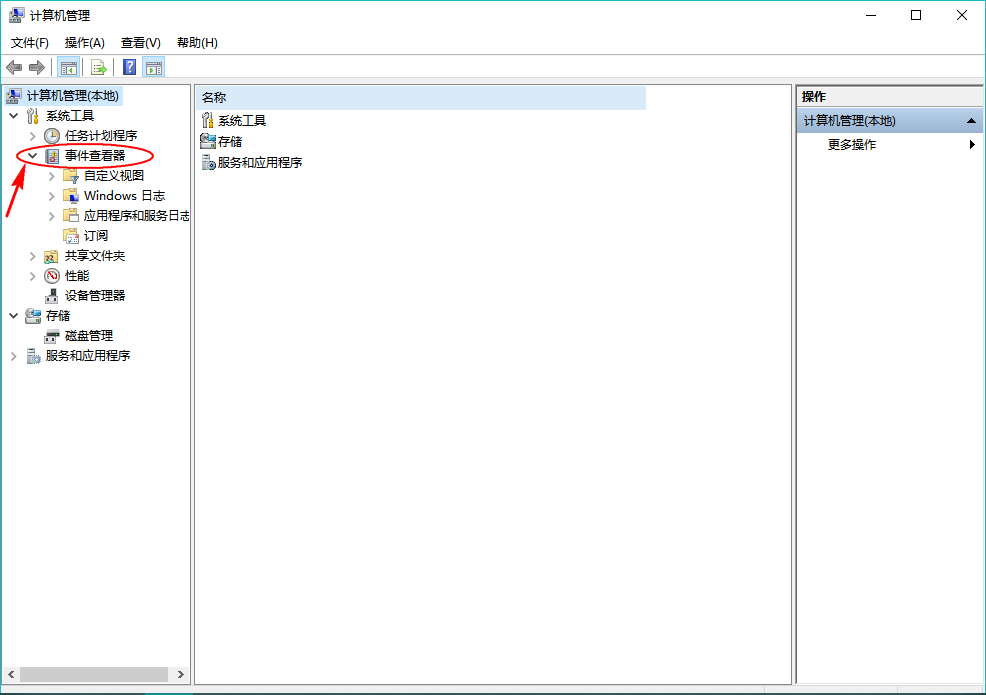 计算机管理
文件(F) 操作(A) 查看(V) 帮助(H)
计算机管理(本地)
系统工具
任务计划程序
事件查看器
自定义视图
Windows 日志
应用程序和服务日志
订阅
共享文件夹
性能
设备管理器
存储
磁盘管理
服务和应用程序
名称
系统工具
存储
服务和应用程序
操作
计算机管理(本地)
更多操作